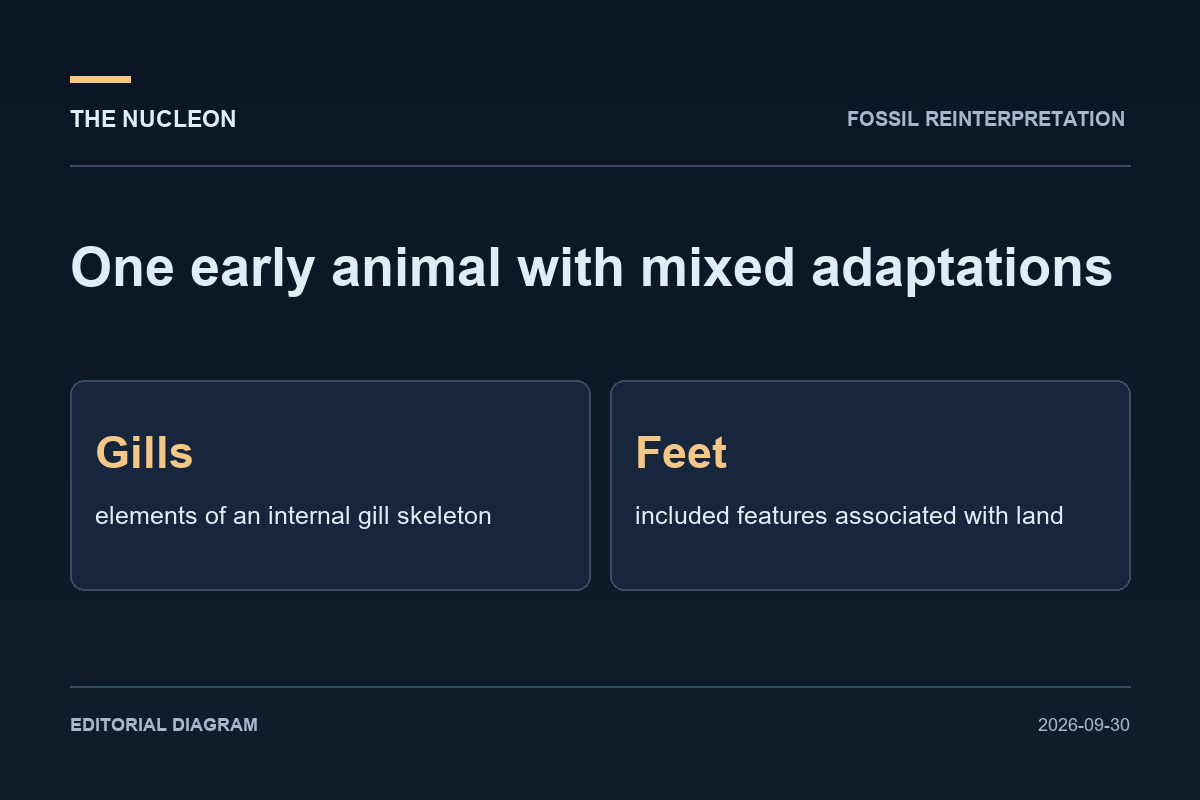 THE NUCLEON
FOSSIL REINTERPRETATION
One early animal with mixed adaptations
Gills
elements of an internal gill skeleton
Feet
included features associated with land
EDITORIAL DIAGRAM
2026-09-30